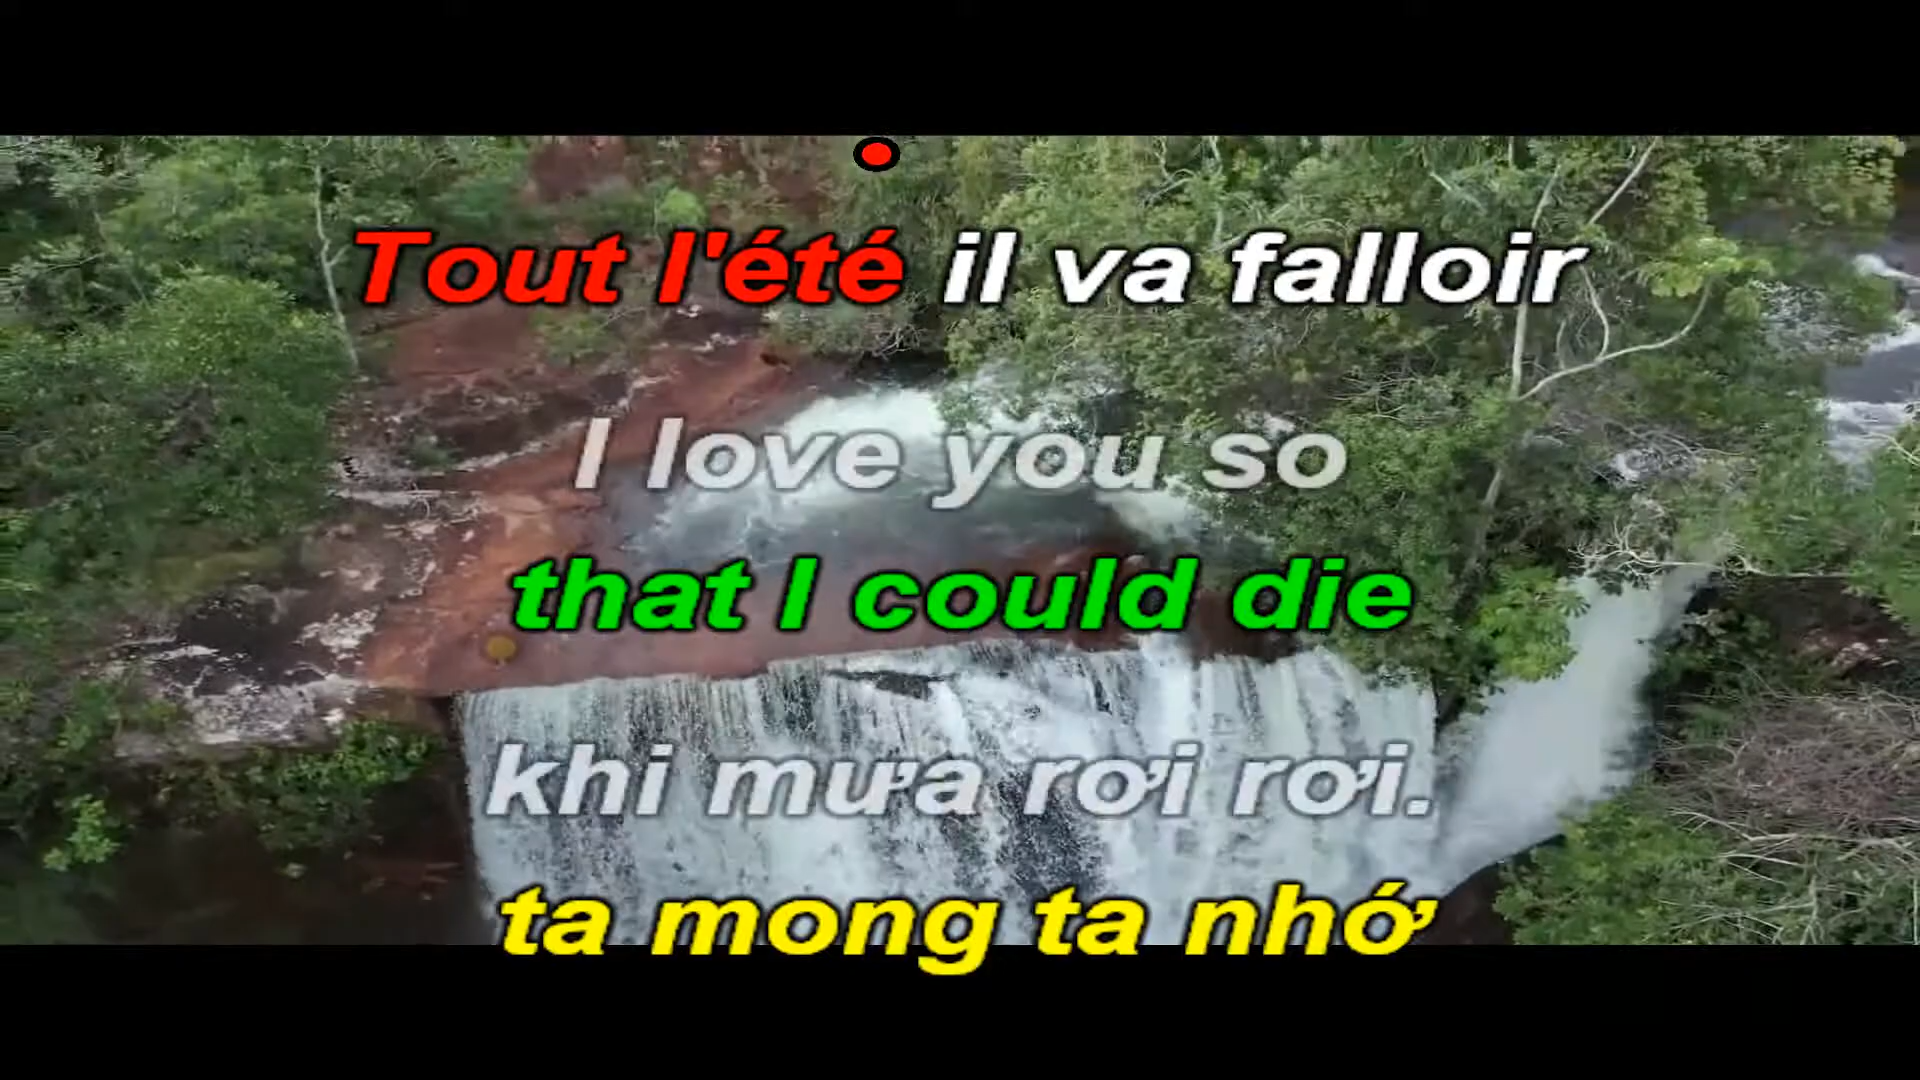 Tout l'été il va falloir
I love you so
that I could die
khi mưa rơi rơi.
ta mong ta nhớ